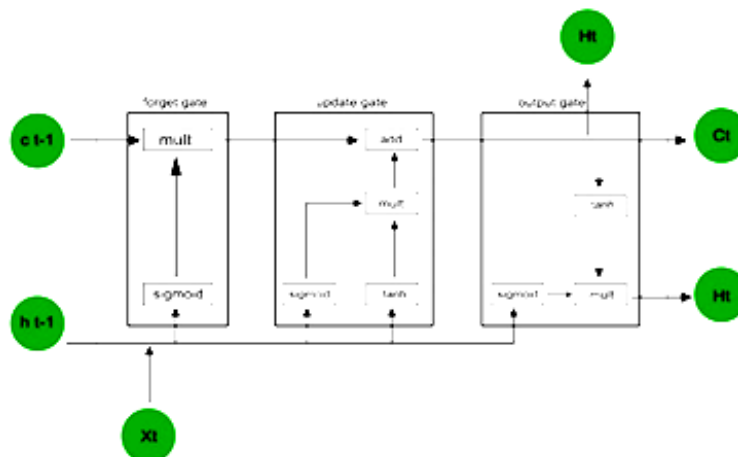 Ht
forget gate
update gate
output gate
c t-1
mult
add
Ct
mult
tanh
sigmoid
sigmoid
tanh
sigmoid
mult
Ht
h t-1
Xt